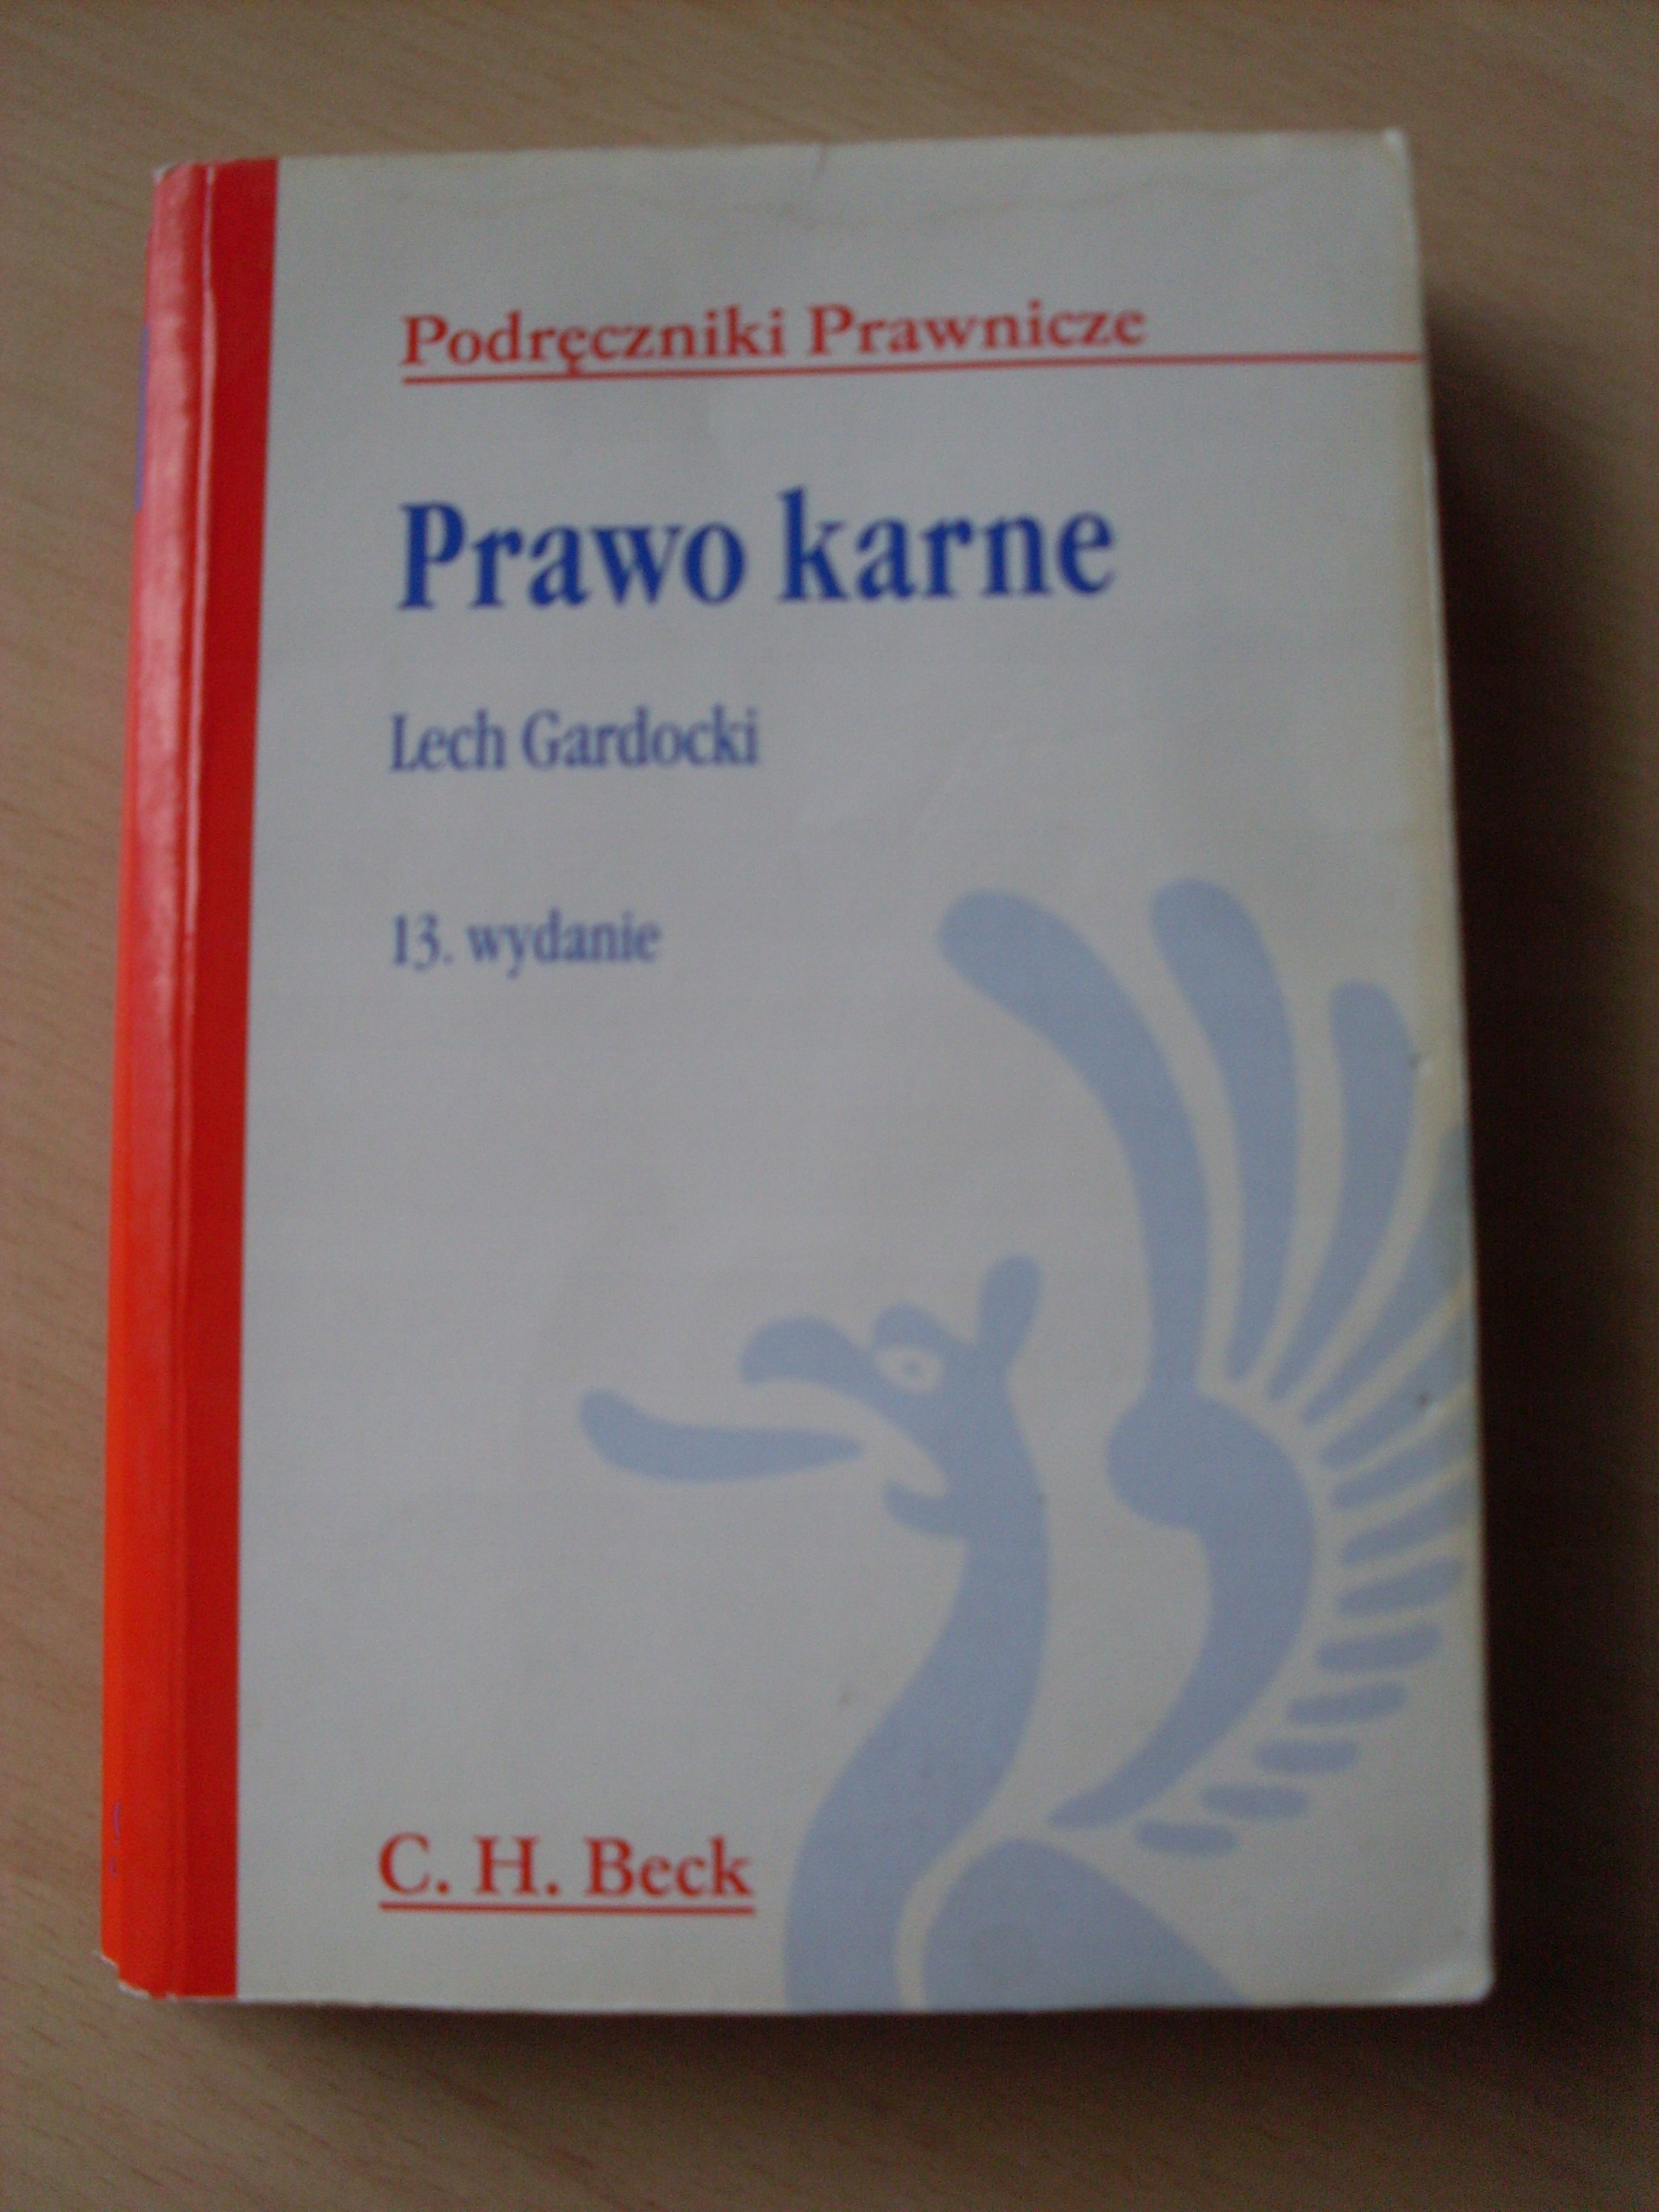 Podręczniki Prawnicze
Prawo karne
Lech Gardocki
13. wydanie
C. H. Beck